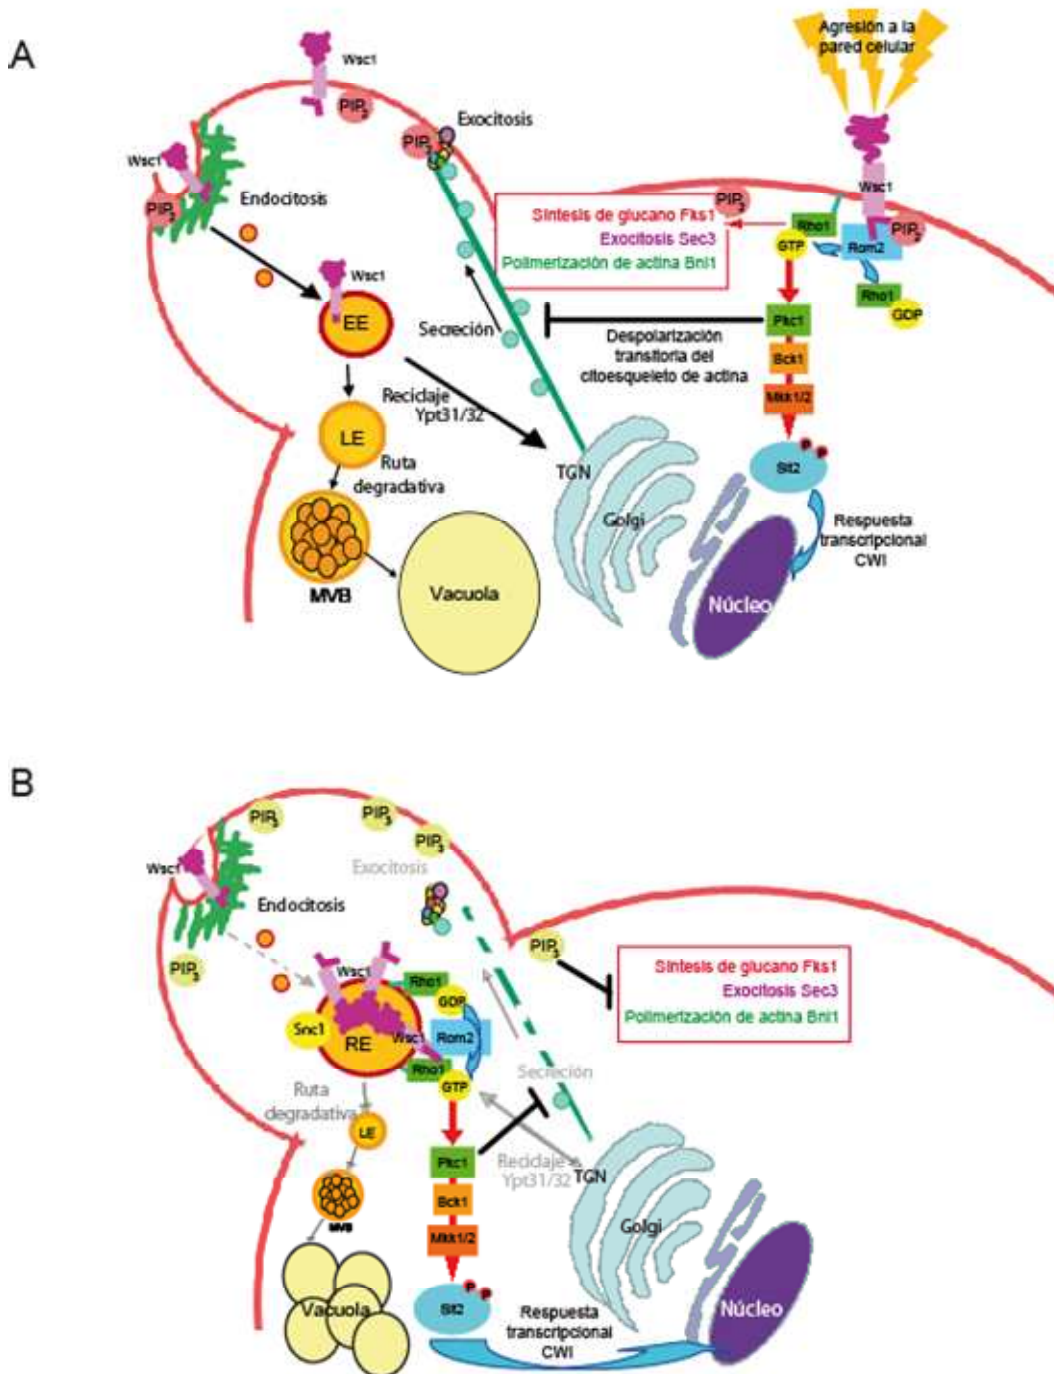 A
Agresión a la
pared celular
Wsc1
PIP2
Exocitosis
PIP2
Wsc1
Endocitosis
PIP2
Wsc1
PIP2
Síntesis de glucano Fks1
Exocitosis Sec3
Polimerización de actina Bni1
Rho1
GTP
Rom2
PIP2
Rho1
GDP
Wsc1
EE
Secreción
Pkc1
Despolarización
transitoria del
citoesqueleto de actina
Bck1
Mkk1/2
Reciclaje
Ypt31/32
LE
Ruta
degradativa
TGN
Golgi
P
P
Slt2
Respuesta
transcripcional
CWI
MVB
Vacuola
Núcleo
B
PIP3
PIP3
PIP3
Exocitosis
Wsc1
Endocitosis
PIP3
PIP3
Síntesis de glucano Fks1
Exocitosis Sec3
Polimerización de actina Bni1
Wsc1
Rho1
GDP
Snc1
RE
Wsc1
Rom2
Rho1
GTP
Secreción
Ruta
degradativa
LE
Pkc1
Reciclaje
Ypt31/32
TGN
Bck1
MVB
Mkk1/2
Golgi
Vacuola
P
P
Slt2
Respuesta
transcripcional
CWI
Núcleo